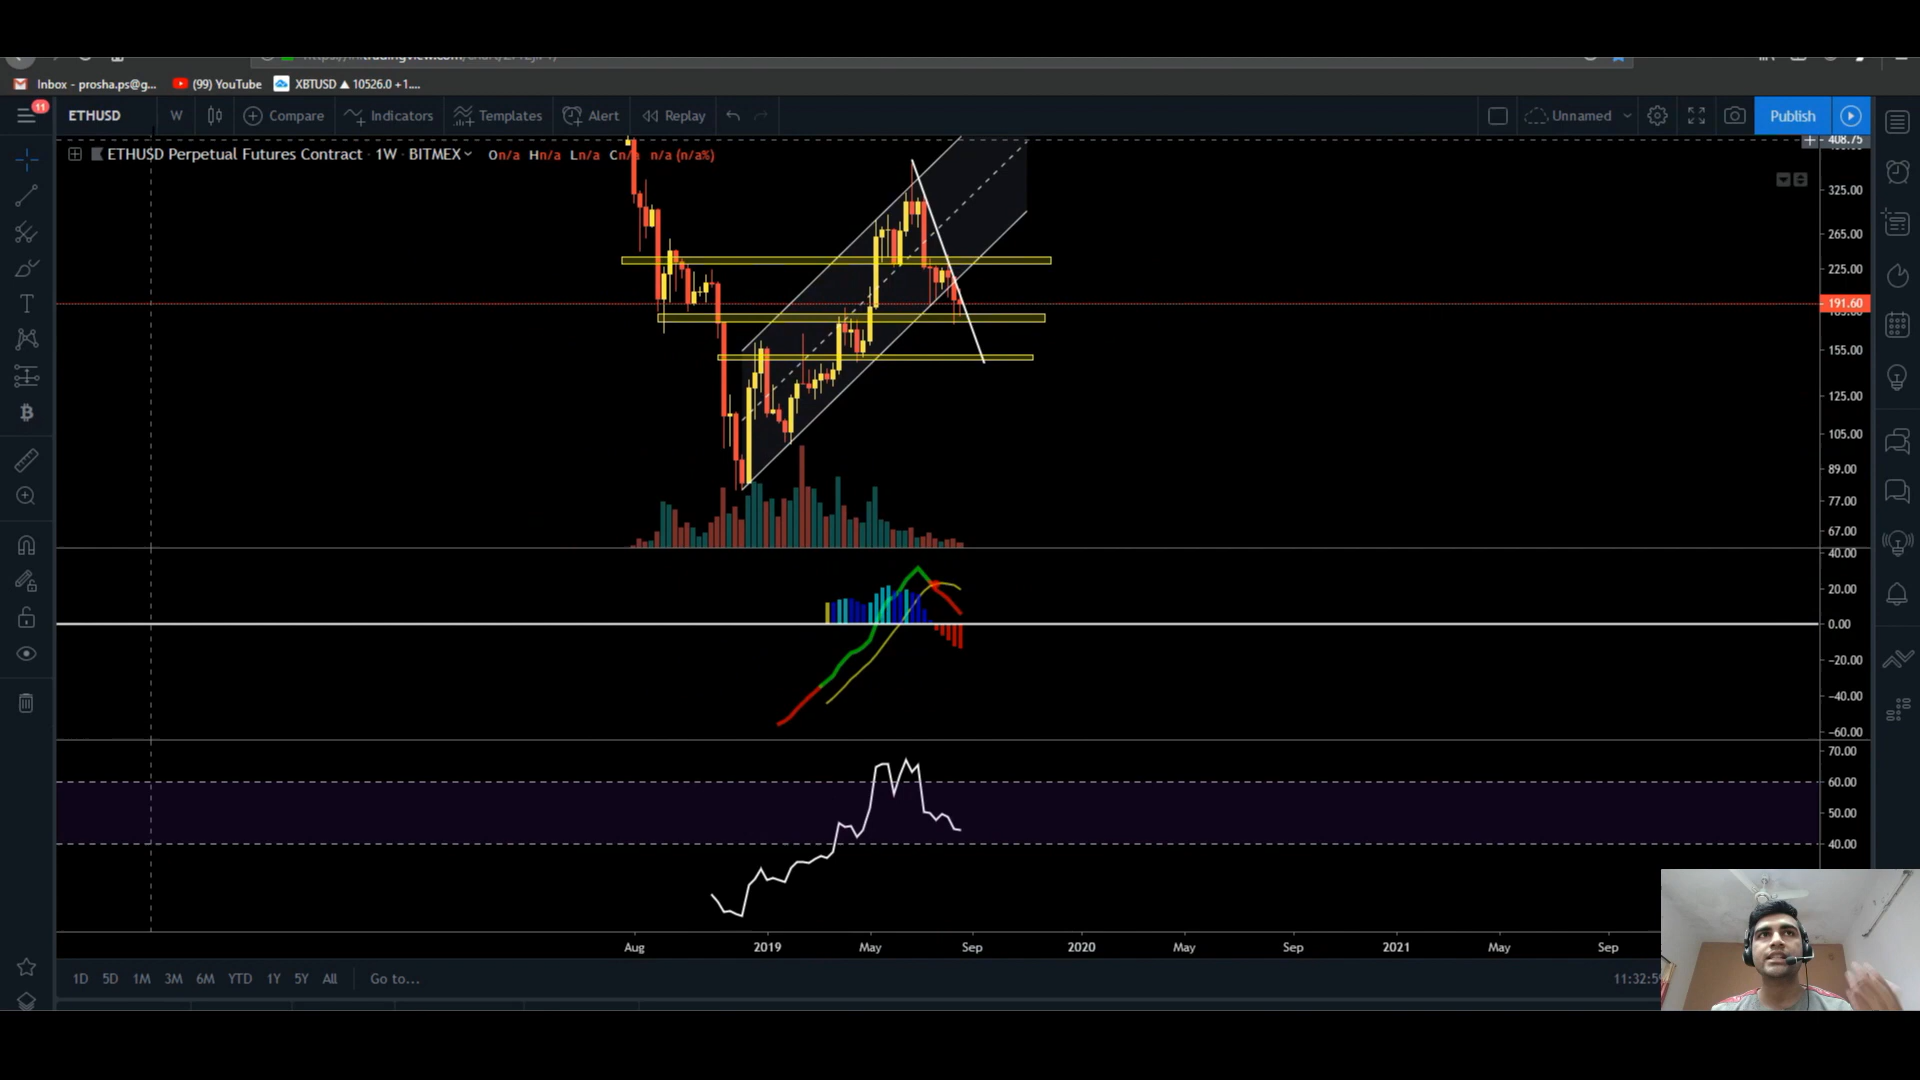 Inbox - prosha.ps@g...
(99) YouTube
XBTUSD ▲ 10526.0 +1....
11
ETHUSD
W
Compare
Indicators
Templates
Alert
Replay
Unnamed
Publish
ETHUSD Perpetual Futures Contract · 1W · BITMEX
On/a Hn/a Ln/a Cn/a n/a (n/a%)
408.75
325.00
265.00
225.00
191.60
155.00
125.00
105.00
89.00
77.00
67.00
40.00
20.00
0.00
−20.00
−40.00
−60.00
70.00
60.00
50.00
40.00
Aug 2019 May Sep 2020 May Sep 2021 May Sep
1D 5D 1M 3M 6M YTD 1Y 5Y All Go to...